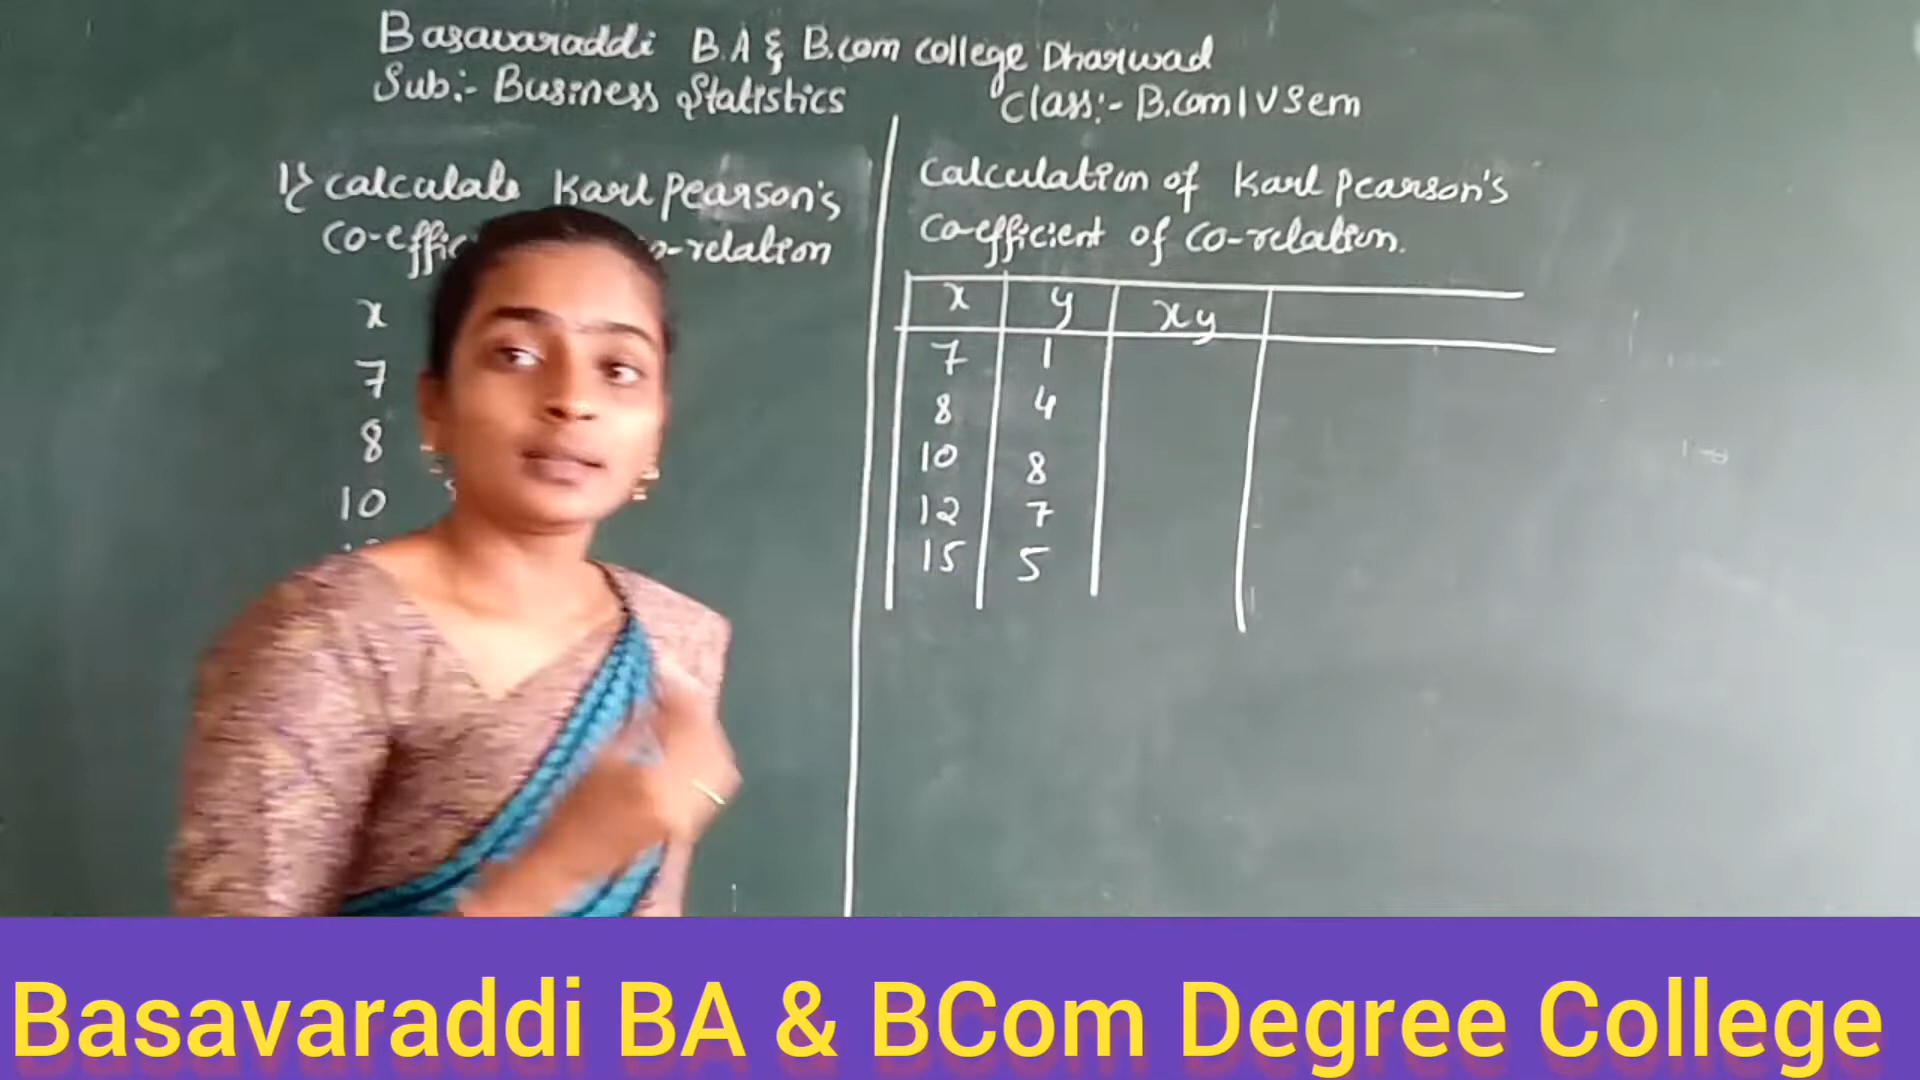 Basavaraddi B.A & B.com college Dharwad
Sub:- Business Statistics Class:- B.com IV Sem
1} calculate Karl Pearson's
co-relation
x
7
8
10
Calculation of Karl Pearson's
Co-efficient of Co-relation.
x y xy
7 1
8 4
10 8
12 7
15 5
Basavaraddi BA & BCom Degree College